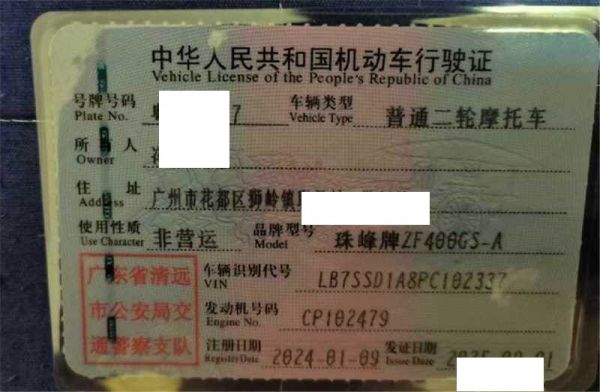 中华人民共和国机动车行驶证
Vehicle License of the People's Republic of China
号牌号码 7 车辆类型 普通二轮摩托车
Plate No. Vehicle Type
所有人
Owner
住址 广州市花都区狮岭镇
Address
使用性质 非营运 品牌型号 珠峰牌ZF400GS-A
Use Character Model
广东省清远 车辆识别代号 LB7SSD1A8PC102337
VIN
市公安局交 发动机号码 CP102479
Engine No.
通警察支队 注册日期 2024-01-09 发证日期
Register Date Issue Date